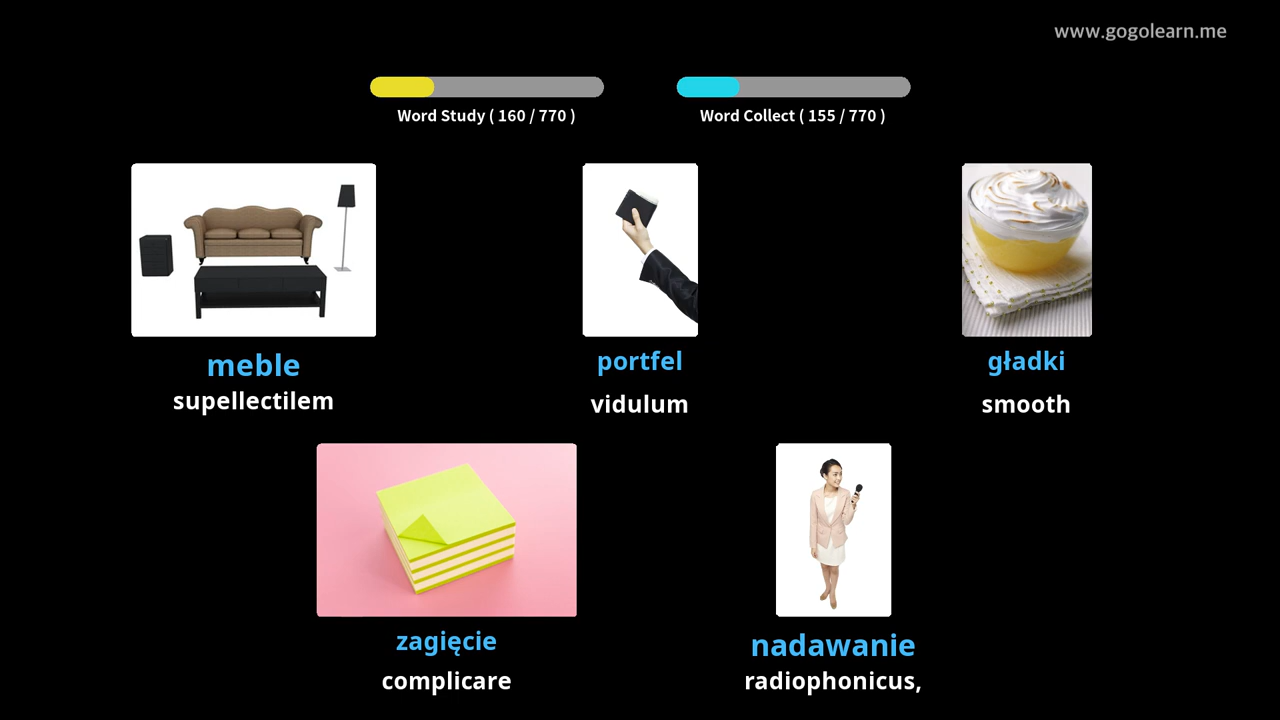 www.gogolearn.me
Word Study ( 160 / 770 )
Word Collect ( 155 / 770 )
meble
supellectilem
portfel
vidulum
gładki
smooth
zagięcie
complicare
nadawanie
radiophonicus,